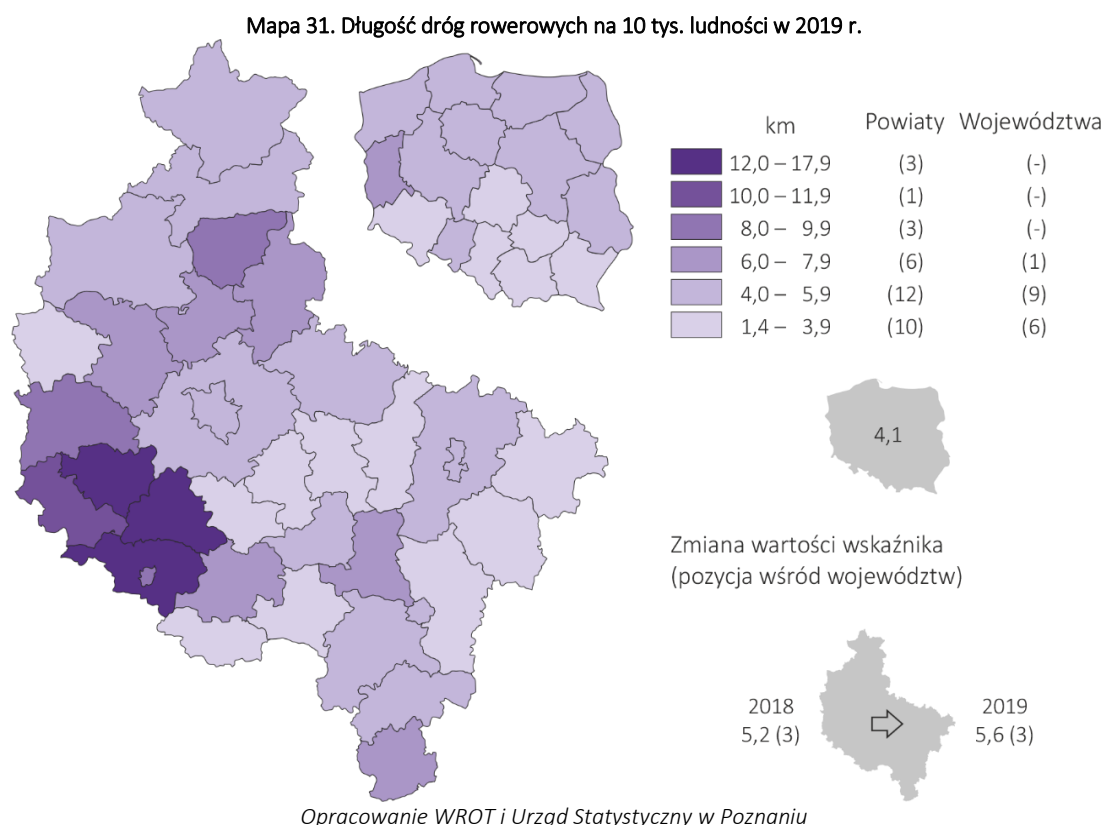 Mapa 31. Długość dróg rowerowych na 10 tys. ludności w 2019 r.
km Powiaty Województwa
12,0 – 17,9 (3) (-)
10,0 – 11,9 (1) (-)
8,0 – 9,9 (3) (-)
6,0 – 7,9 (6) (1)
4,0 – 5,9 (12) (9)
1,4 – 3,9 (10) (6)
4,1
Zmiana wartości wskaźnika
(pozycja wśród województw)
2018 2019
5,2 (3) 5,6 (3)
Opracowanie WROT i Urząd Statystyczny w Poznaniu